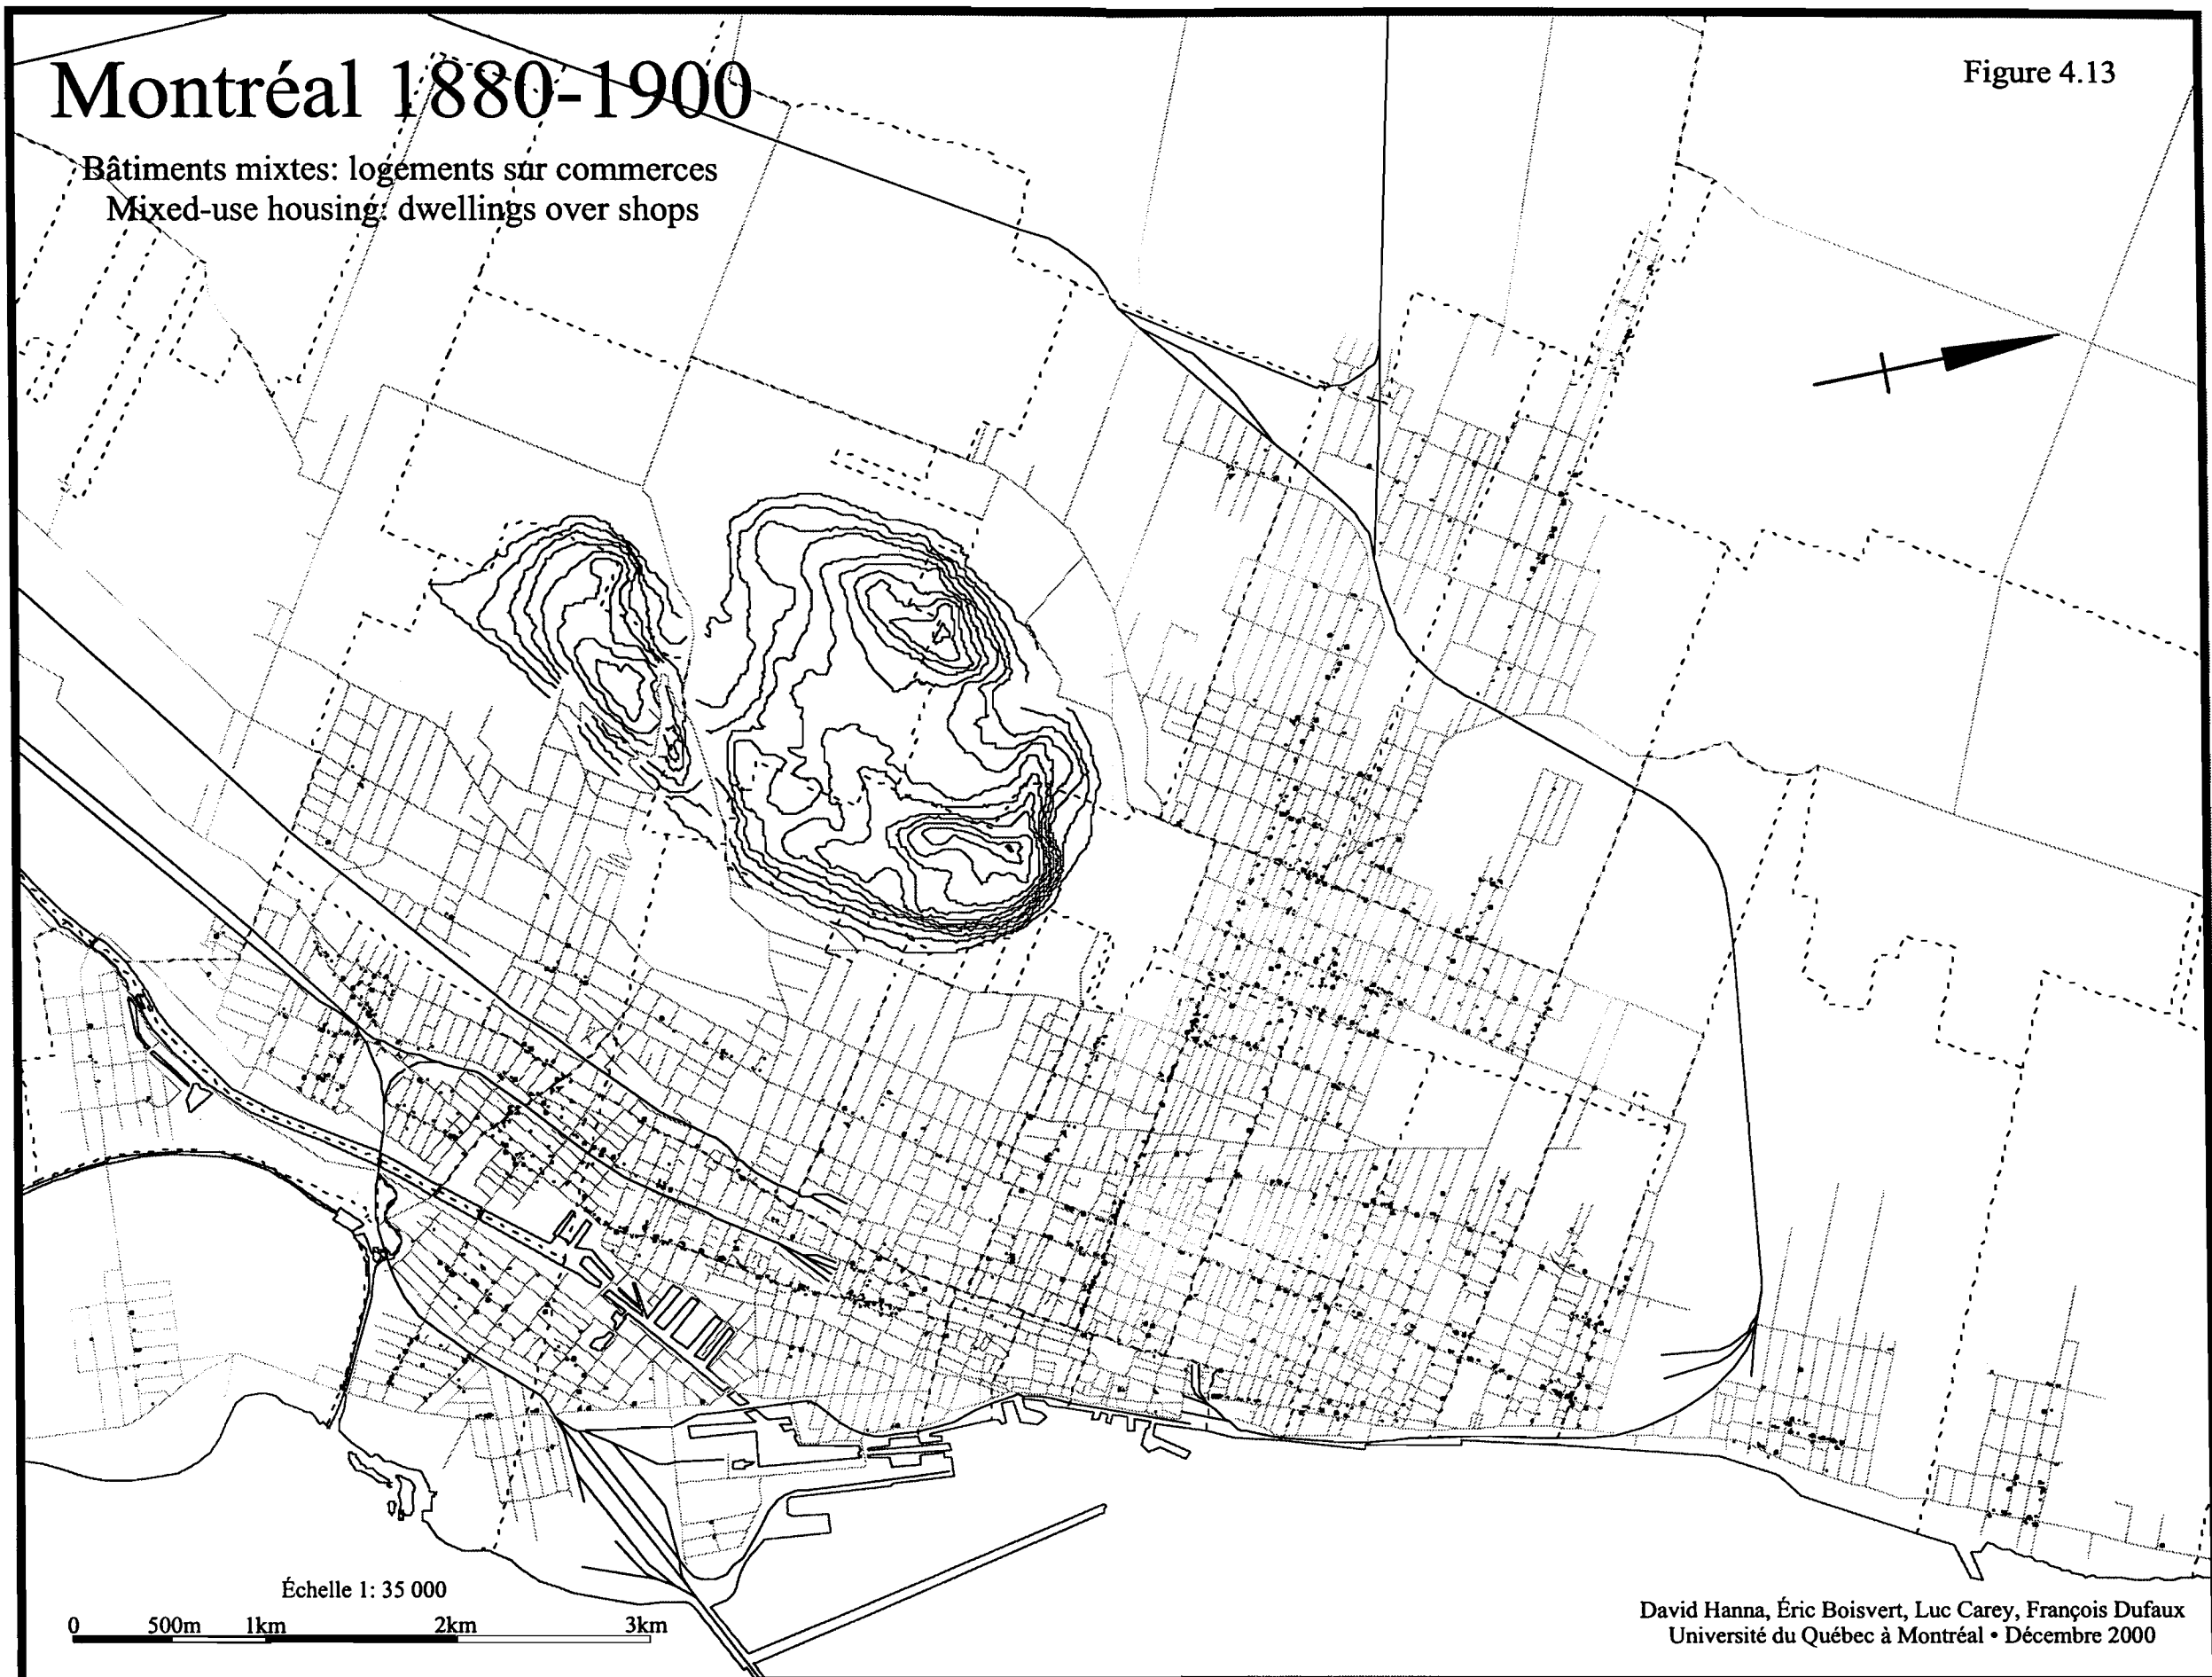 Montréal 1880-1900
Figure 4.13
Bâtiments mixtes: logements sur commerces
Mixed-use housing: dwellings over shops
Échelle 1: 35 000
0 500m 1km 2km 3km
David Hanna, Éric Boisvert, Luc Carey, François Dufaux
Université du Québec à Montréal • Décembre 2000